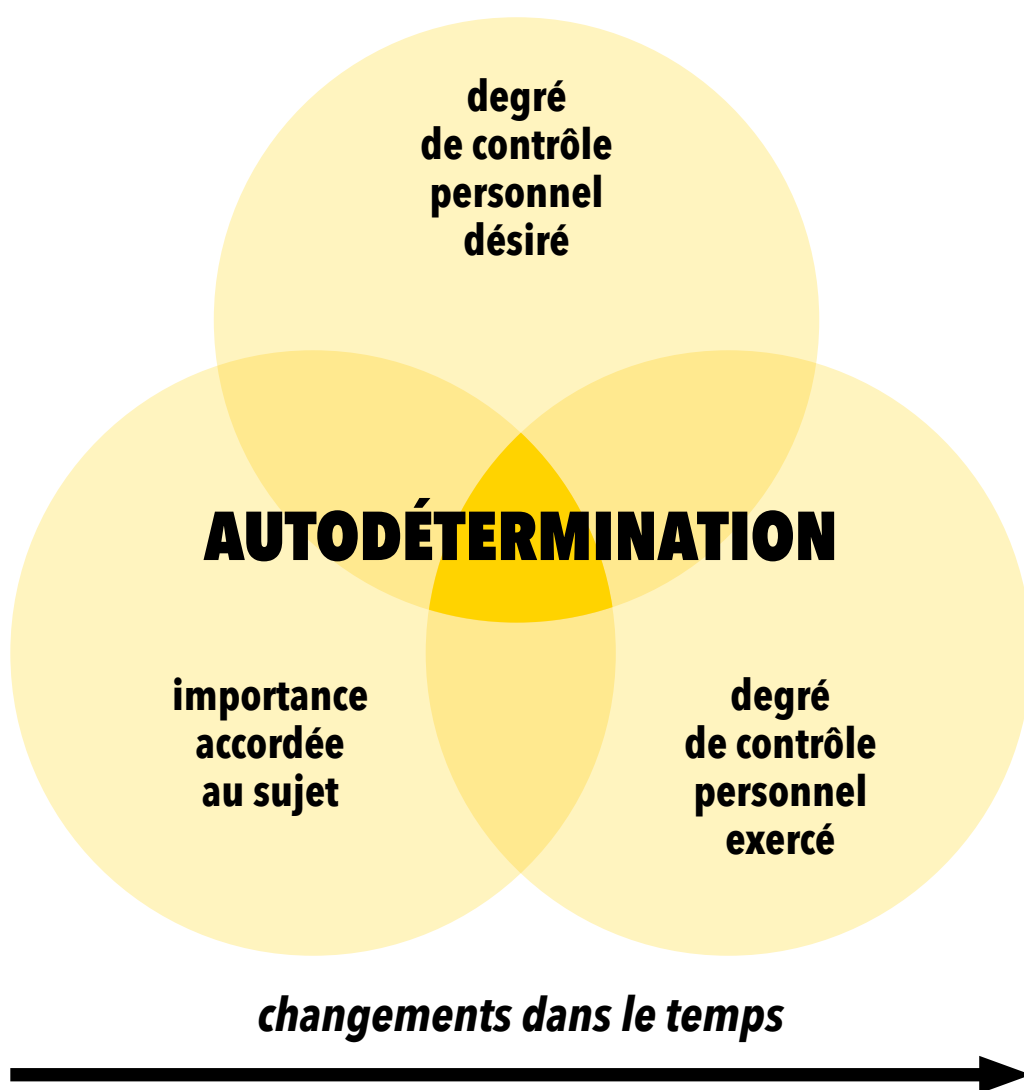 degré
de contrôle
personnel
désiré
AUTODÉTERMINATION
importance
accordée
au sujet
degré
de contrôle
personnel
exercé
changements dans le temps